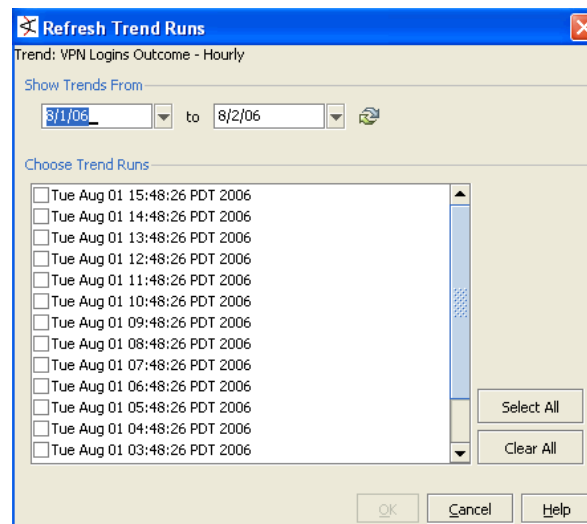 Refresh Trend Runs
Trend: VPN Logins Outcome - Hourly
Show Trends From
8/1/06 to 8/2/06
Choose Trend Runs
Tue Aug 01 15:48:26 PDT 2006
Tue Aug 01 14:48:26 PDT 2006
Tue Aug 01 13:48:26 PDT 2006
Tue Aug 01 12:48:26 PDT 2006
Tue Aug 01 11:48:26 PDT 2006
Tue Aug 01 10:48:26 PDT 2006
Tue Aug 01 09:48:26 PDT 2006
Tue Aug 01 08:48:26 PDT 2006
Tue Aug 01 07:48:26 PDT 2006
Tue Aug 01 06:48:26 PDT 2006
Tue Aug 01 05:48:26 PDT 2006
Tue Aug 01 04:48:26 PDT 2006
Tue Aug 01 03:48:26 PDT 2006
Select All
Clear All
OK Cancel Help